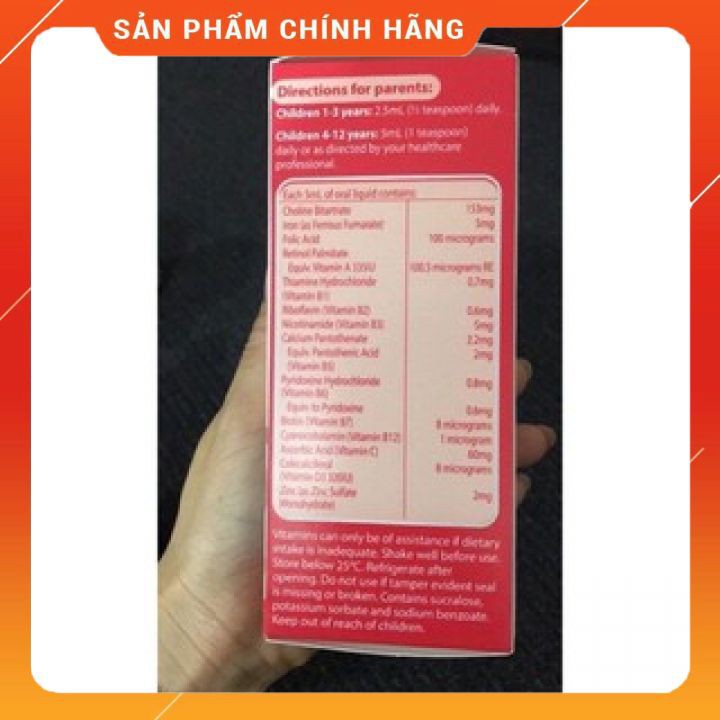 SẢN PHẨM CHÍNH HÃNG
Directions for parents:
Children 1-3 years: 2.5mL (½ teaspoon) daily.
Children 4-12 years: 5mL (1 teaspoon)
daily or as directed by your healthcare
professional.
Each 5mL of oral liquid contains:
Choline Bitartrate 153mg
Iron (as Ferrous Fumarate) 5mg
Folic Acid 100 micrograms
Retinol Palmitate
Equiv. Vitamin A 335IU 100.5 micrograms RE
Thiamine Hydrochloride 0.7mg
(Vitamin B1)
Riboflavin (Vitamin B2) 0.6mg
Nicotinamide (Vitamin B3) 5mg
Calcium Pantothenate 2.2mg
Equiv. Pantothenic Acid 2mg
(Vitamin B5)
Pyridoxine Hydrochloride 0.8mg
(Vitamin B6)
Equiv. to Pyridoxine 0.6mg
Biotin (Vitamin B7) 8 micrograms
Cyanocobalamin (Vitamin B12) 1 microgram
Ascorbic Acid (Vitamin C) 60mg
Colecalciferol 8 micrograms
(Vitamin D3 320IU)
Zinc (as Zinc Sulfate 2mg
Monohydrate)
Vitamins can only be of assistance if dietary
intake is inadequate. Shake well before use.
Store below 25°C. Refrigerate after
opening. Do not use if tamper evident seal
is missing or broken. Contains sucralose,
potassium sorbate and sodium benzoate.
Keep out of reach of children.